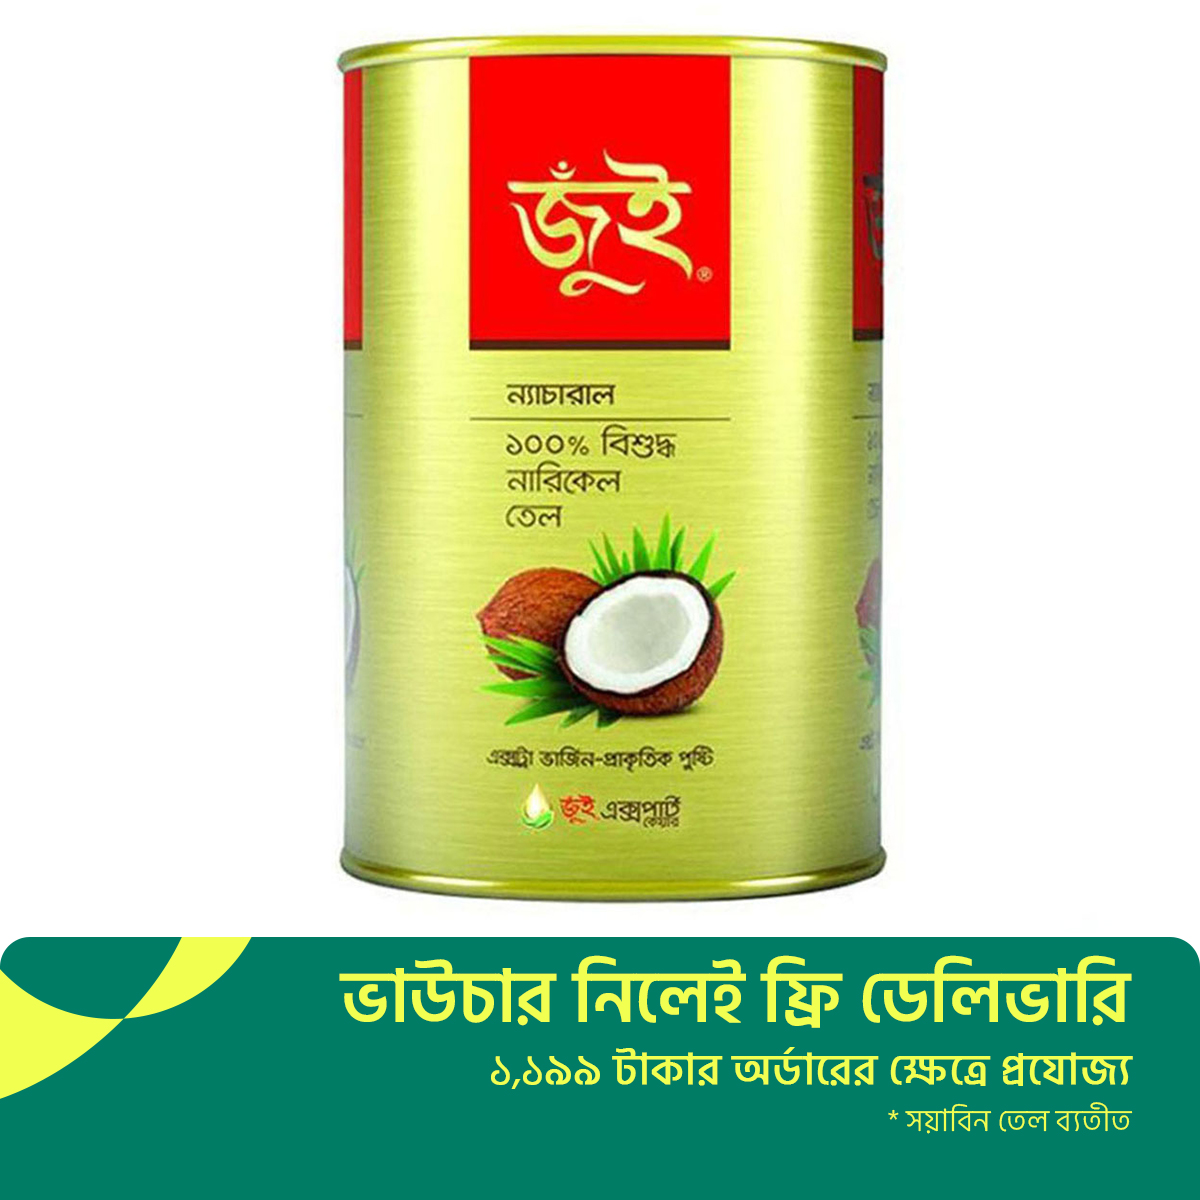 জুঁই®
ন্যাচারাল
১০০% বিশুদ্ধ
নারিকেল
তেল
এক্সট্রা ভার্জিন-প্রাকৃতিক পুষ্টি
জুঁই এক্সপার্ট
কেয়ার
ভাউচার নিলেই ফ্রি ডেলিভারি
১,১৯৯ টাকার অর্ডারের ক্ষেত্রে প্রযোজ্য
* সয়াবিন তেল ব্যতীত